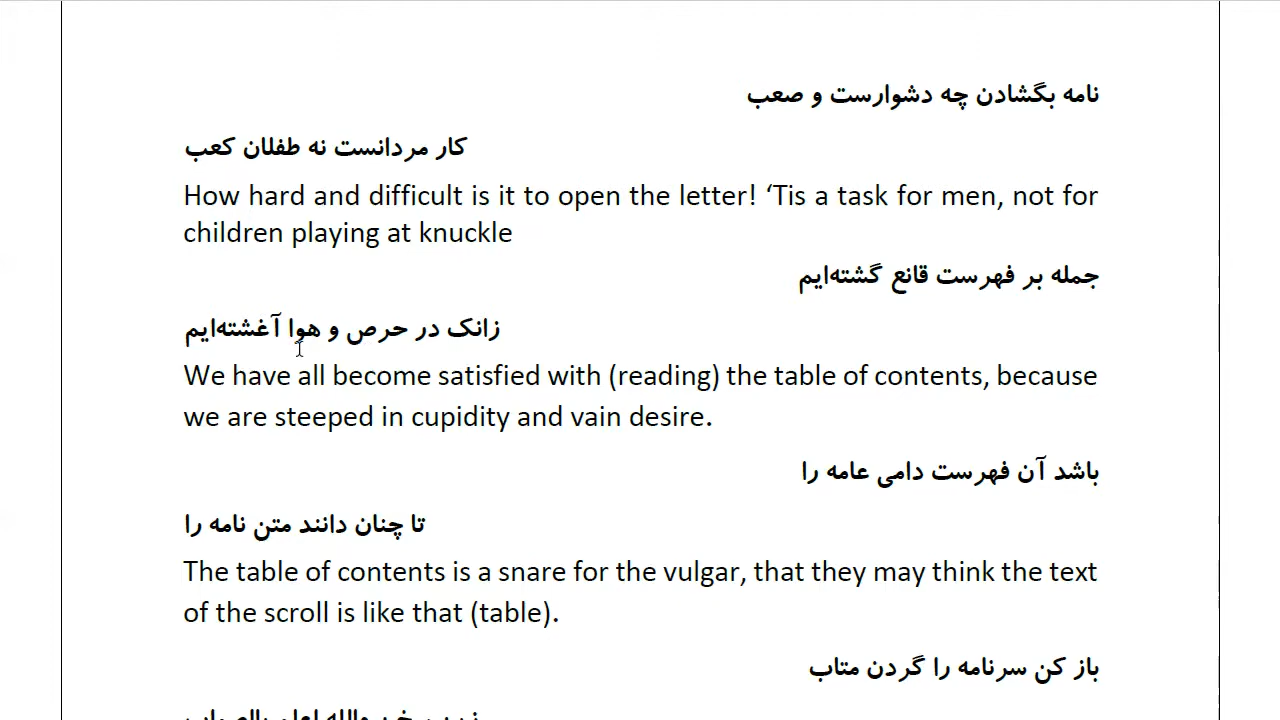 نامه بگشادن چه دشوارست و صعب
کار مردانست نه طفلان کعب
How hard and difficult is it to open the letter! ‘Tis a task for men, not for
children playing at knuckle
جمله بر فهرست قانع گشته‌ایم
زانک در حرص و هوا آغشته‌ایم
We have all become satisfied with (reading) the table of contents, because
we are steeped in cupidity and vain desire.
باشد آن فهرست دامی عامه را
تا چنان دانند متن نامه را
The table of contents is a snare for the vulgar, that they may think the text
of the scroll is like that (table).
باز کن سرنامه را گردن متاب